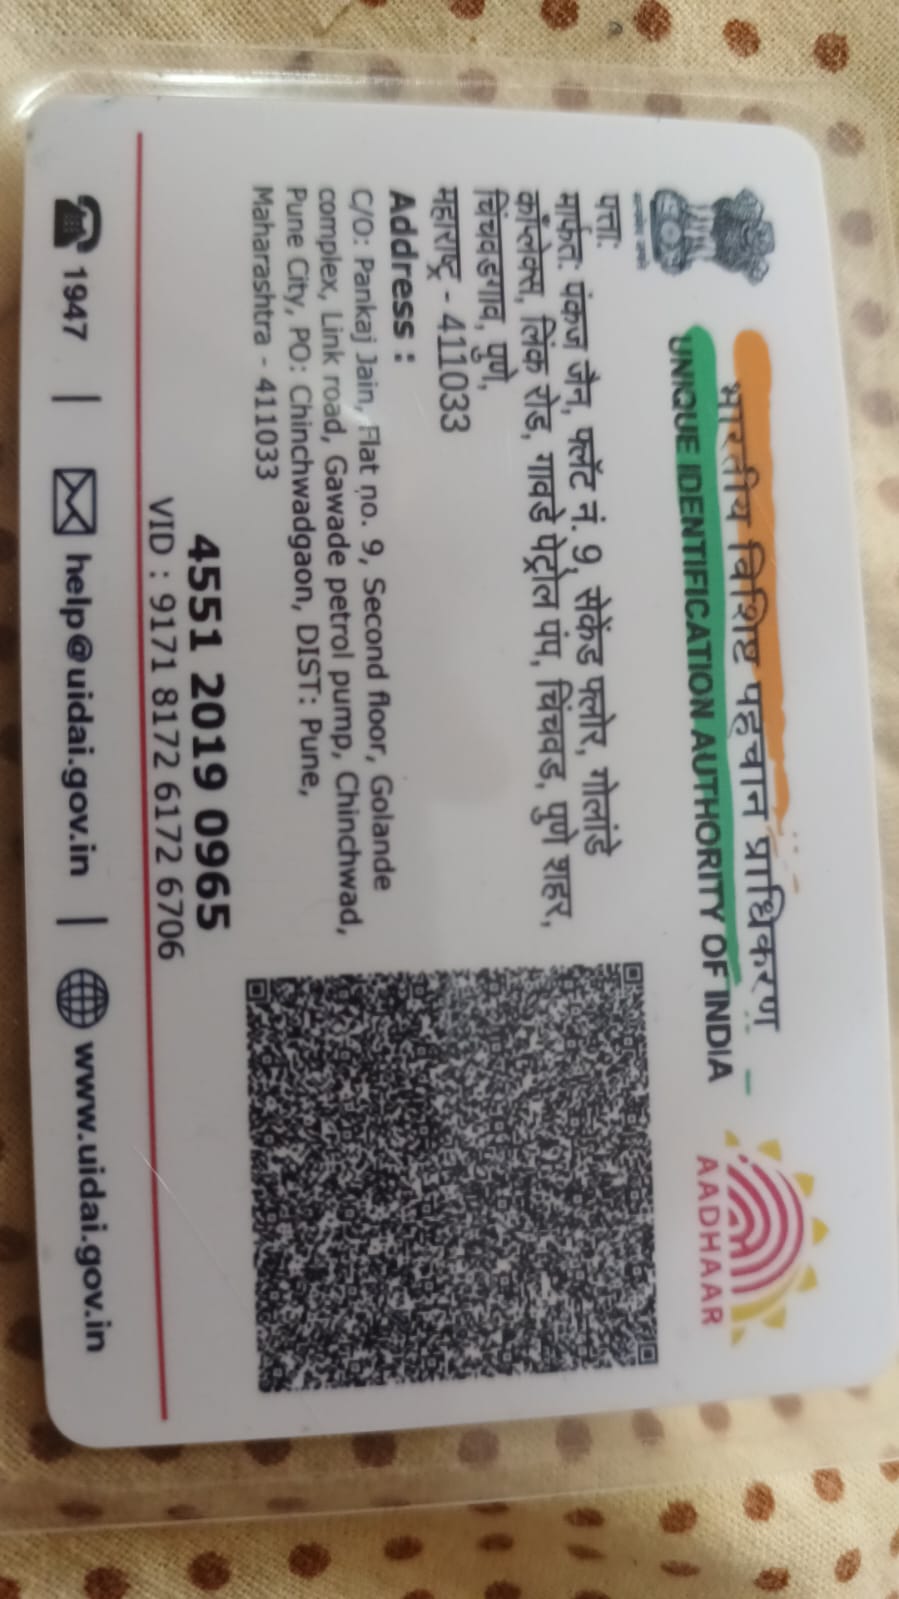 भारतीय विशिष्ट पहचान प्राधिकरण
UNIQUE IDENTIFICATION AUTHORITY OF INDIA
AADHAAR
पत्ता:
मार्फत: पंकज जैन, फ्लॅट नं. 9, सेकेंड फ्लोर, गोलांडे
कॉम्प्लेक्स, लिंक रोड, गावडे पेट्रोल पंप, चिंचवड, पुणे शहर,
चिंचवडगाव, पुणे,
महाराष्ट्र - 411033
Address :
C/O: Pankaj Jain, Flat no. 9, Second floor, Golande
complex, Link road, Gawade petrol pump, Chinchwad,
Pune City, PO: Chinchwadgaon, DIST: Pune,
Maharashtra - 411033
4551 2019 0965
VID : 9171 8172 6172 6706
1947 | help@uidai.gov.in | www.uidai.gov.in